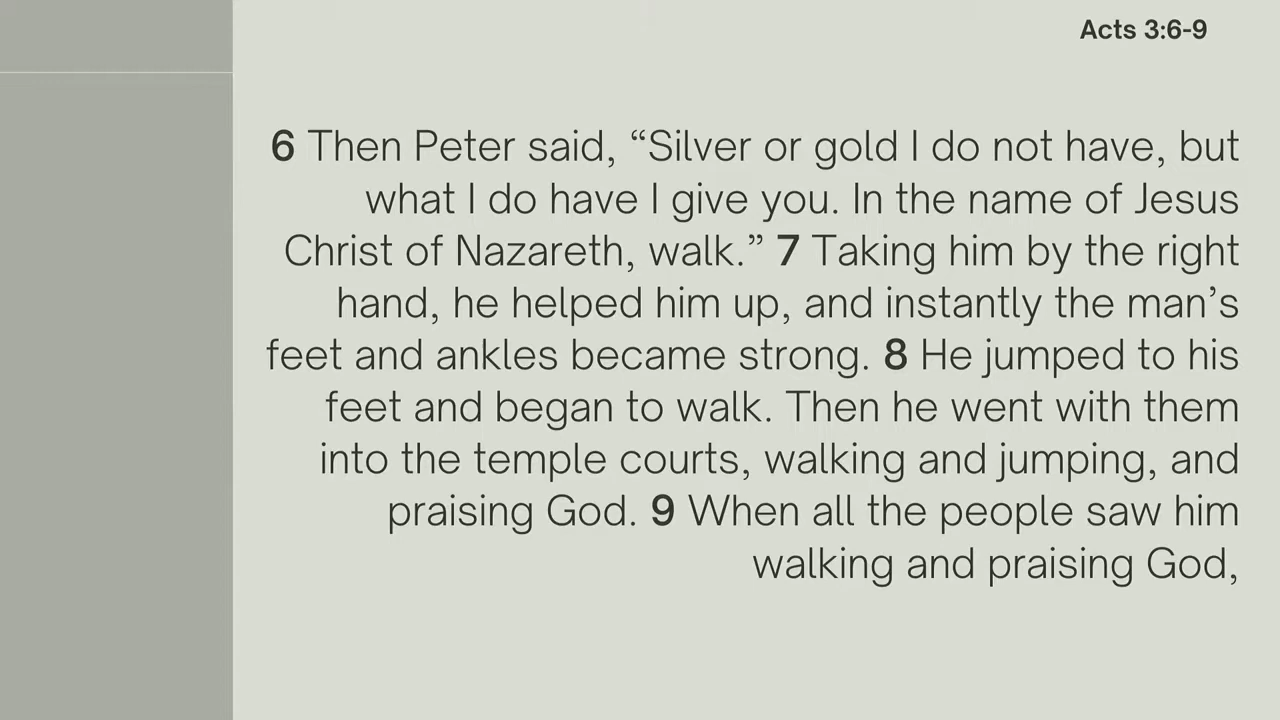 Acts 3:6-9
6 Then Peter said, “Silver or gold I do not have, but
what I do have I give you. In the name of Jesus
Christ of Nazareth, walk.” 7 Taking him by the right
hand, he helped him up, and instantly the man’s
feet and ankles became strong. 8 He jumped to his
feet and began to walk. Then he went with them
into the temple courts, walking and jumping, and
praising God. 9 When all the people saw him
walking and praising God,